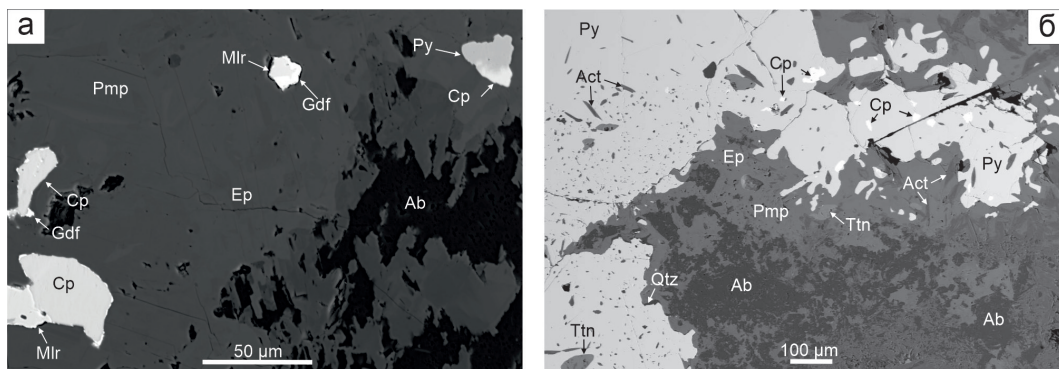 а
Mlr
Py
Pmp
Gdf
Cp
Cp
Ep
Ab
Gdf
Cp
Mlr
50 µm
б
Py
Act
Cp
Cp
Ep
Py
Act
Pmp
Ttn
Qtz
Ab
Ab
Ttn
100 µm